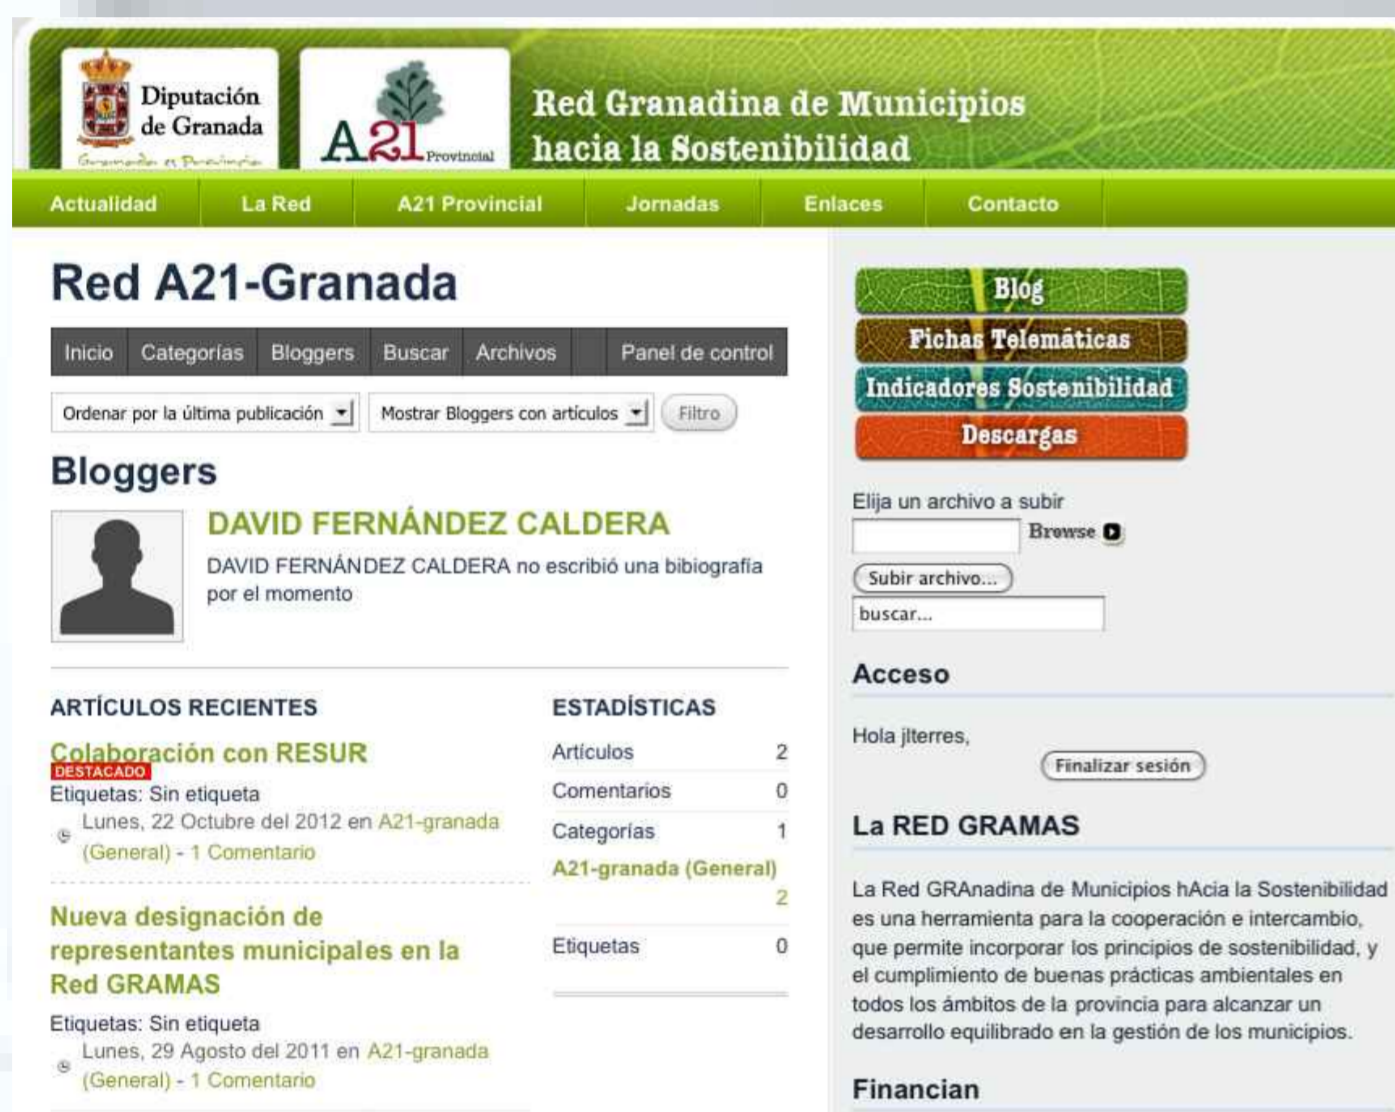 Diputación
de Granada
Granada es Provincia
A21 Provincial
Red Granadina de Municipios
hacia la Sostenibilidad
Actualidad La Red A21 Provincial Jornadas Enlaces Contacto
Red A21-Granada
Inicio Categorías Bloggers Buscar Archivos Panel de control
Ordenar por la última publicación Mostrar Bloggers con artículos Filtro
Bloggers
DAVID FERNÁNDEZ CALDERA
DAVID FERNÁNDEZ CALDERA no escribió una bibiografía
por el momento
ARTÍCULOS RECIENTES
Colaboración con RESUR
DESTACADO
Etiquetas: Sin etiqueta
Lunes, 22 Octubre del 2012 en A21-granada
(General) - 1 Comentario
Nueva designación de
representantes municipales en la
Red GRAMAS
Etiquetas: Sin etiqueta
Lunes, 29 Agosto del 2011 en A21-granada
(General) - 1 Comentario
ESTADÍSTICAS
Artículos 2
Comentarios 0
Categorías 1
A21-granada (General)
2
Etiquetas 0
Blog
Fichas Telemáticas
Indicadores Sostenibilidad
Descargas
Elija un archivo a subir
Browse
Subir archivo...
buscar...
Acceso
Hola jlterres,
Finalizar sesión
La RED GRAMAS
La Red GRAnadina de Municipios hAcia la Sostenibilidad
es una herramienta para la cooperación e intercambio,
que permite incorporar los principios de sostenibilidad, y
el cumplimiento de buenas prácticas ambientales en
todos los ámbitos de la provincia para alcanzar un
desarrollo equilibrado en la gestión de los municipios.
Financian